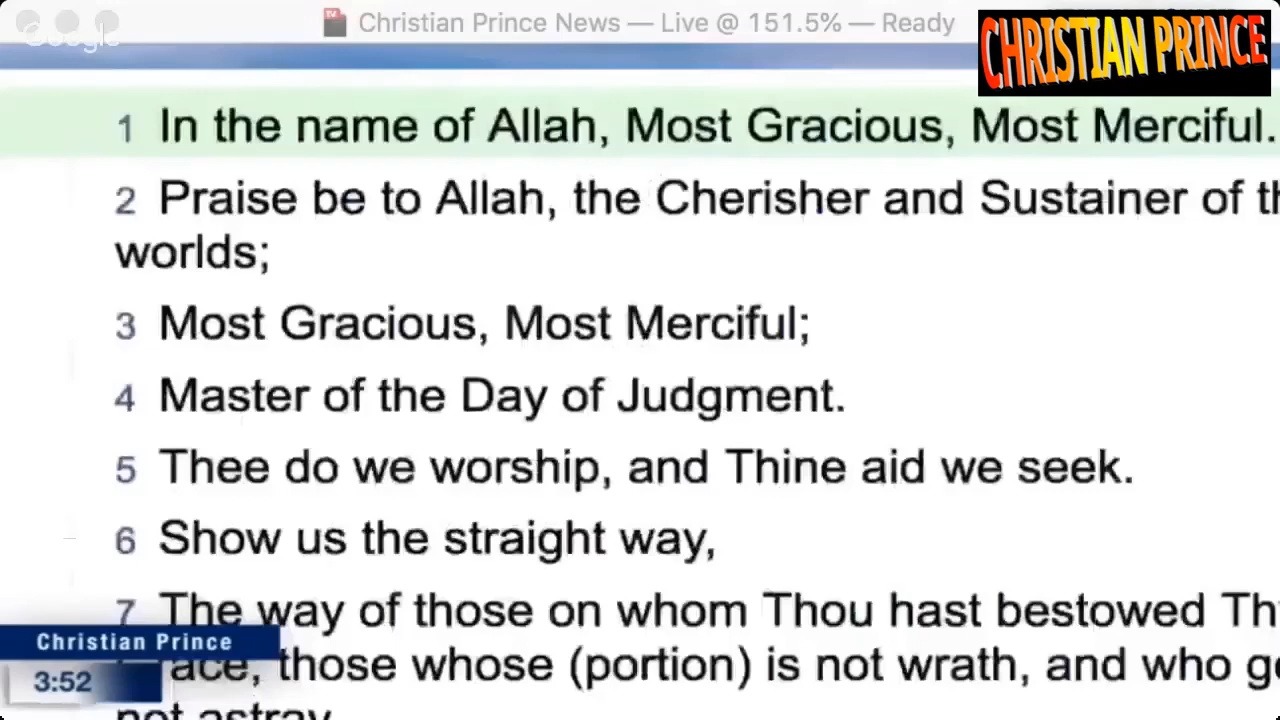 Christian Prince News — Live @ 151.5% — Ready
Google
CHRISTIAN PRINCE
1 In the name of Allah, Most Gracious, Most Merciful.
2 Praise be to Allah, the Cherisher and Sustainer of
worlds;
3 Most Gracious, Most Merciful;
4 Master of the Day of Judgment.
5 Thee do we worship, and Thine aid we seek.
6 Show us the straight way,
7 The way of those on whom Thou hast bestowed
those whose (portion) is not wrath, and who
not astray
Christian Prince
3:52